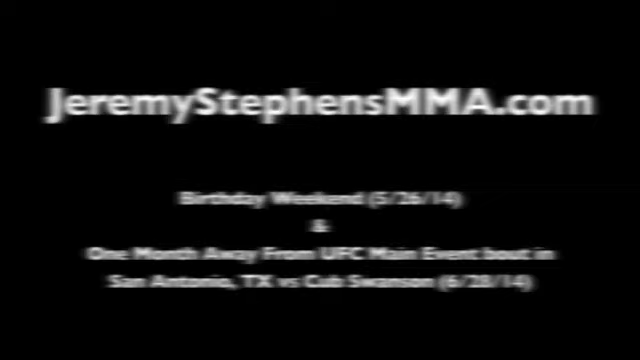 JeremyStephensMMA.com
Birthday Weekend (5/26/14)
&
One Month Away From UFC Main Event bout in
San Antonio, TX vs Cub Swanson (6/28/14)